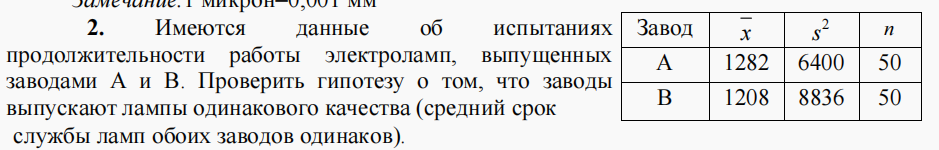 Замечание. 1 микрон=0,001 мм
2. Имеются данные об испытаниях
продолжительности работы электроламп, выпущенных
заводами А и В. Проверить гипотезу о том, что заводы
выпускают лампы одинакового качества (средний срок
службы ламп обоих заводов одинаков).
Завод x̅ s² n
А 1282 6400 50
В 1208 8836 50